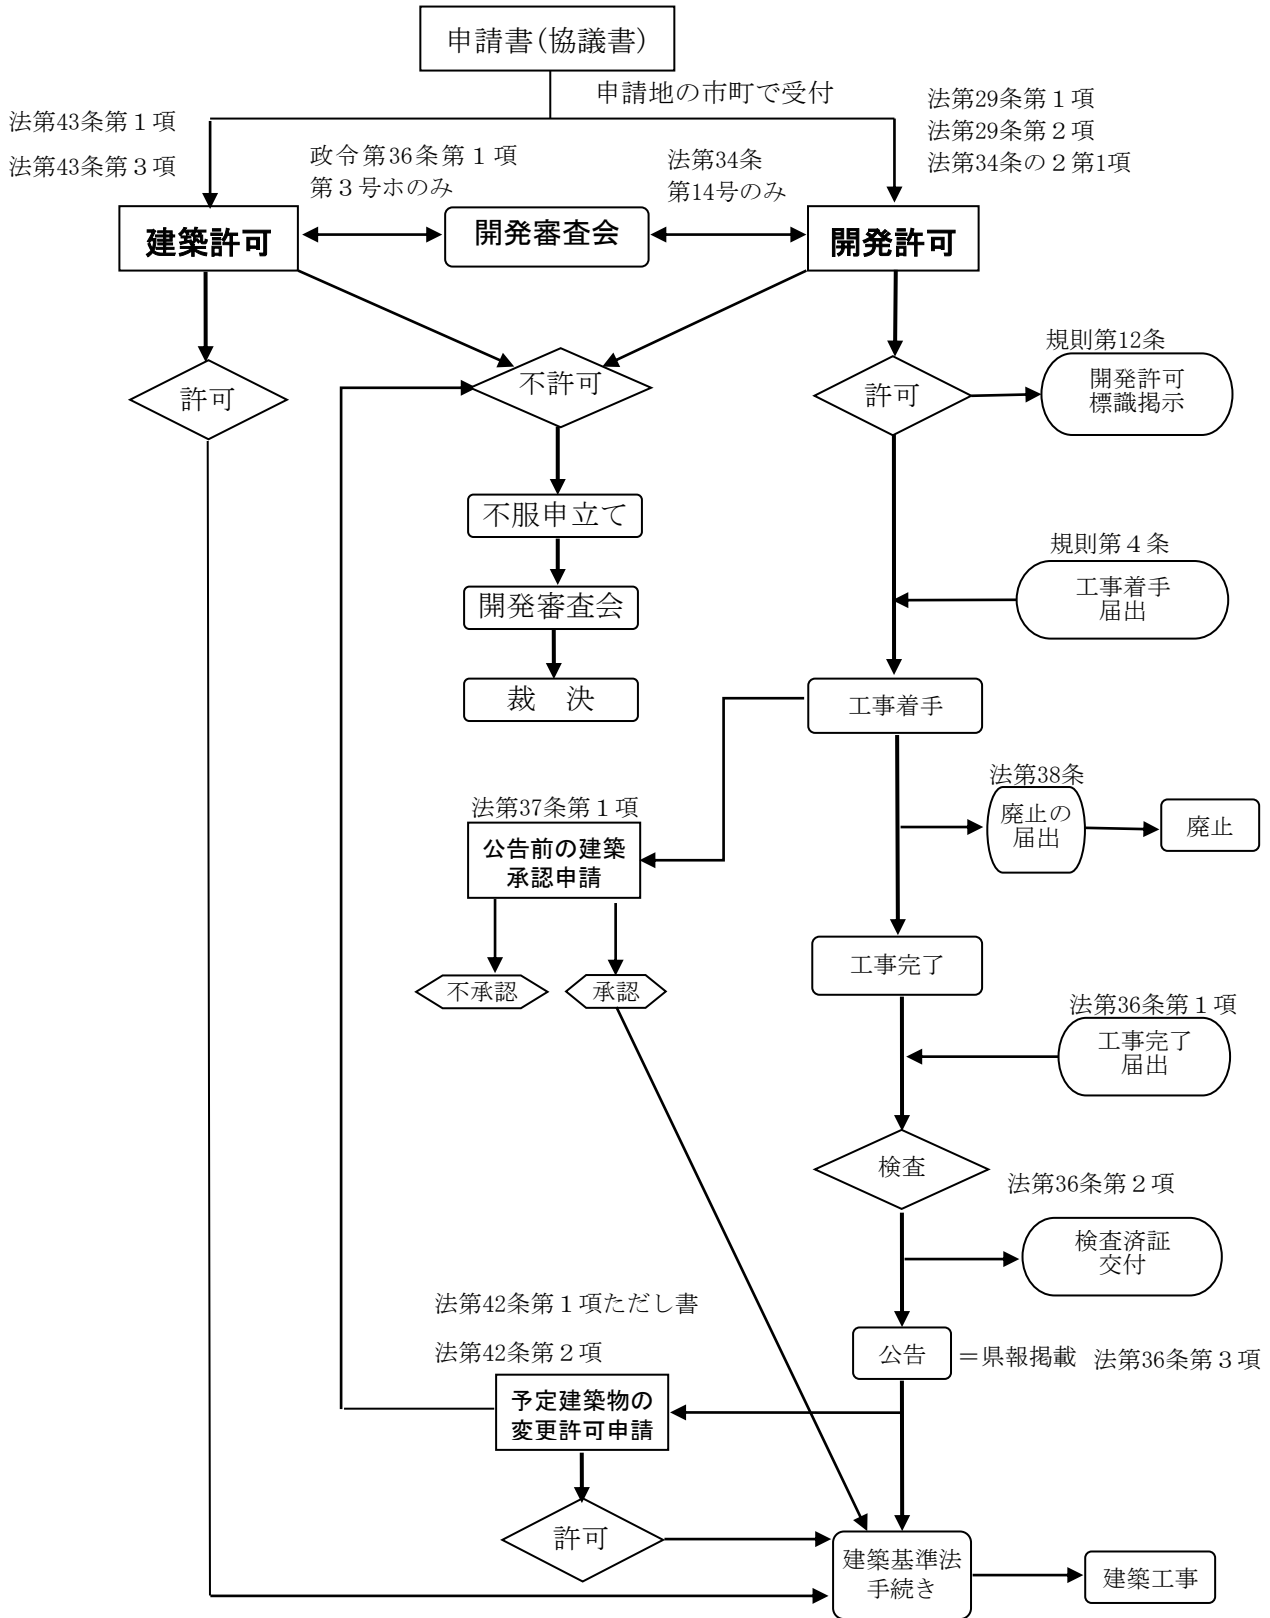 申請書(協議書)
申請地の市町で受付
法第43条第１項
法第43条第３項
政令第36条第１項
第３号ホのみ
法第34条
第14号のみ
法第29条第１項
法第29条第２項
法第34条の２第1項
建築許可
開発審査会
開発許可
許可
不許可
許可
規則第12条
開発許可
標識掲示
不服申立て
開発審査会
裁　決
規則第４条
工事着手
届出
工事着手
法第38条
廃止の
届出
廃止
法第37条第１項
公告前の建築
承認申請
不承認
承認
工事完了
法第36条第１項
工事完了
届出
検査
法第36条第２項
検査済証
交付
公告
＝県報掲載
法第36条第３項
法第42条第１項ただし書
法第42条第２項
予定建築物の
変更許可申請
許可
建築基準法
手続き
建築工事